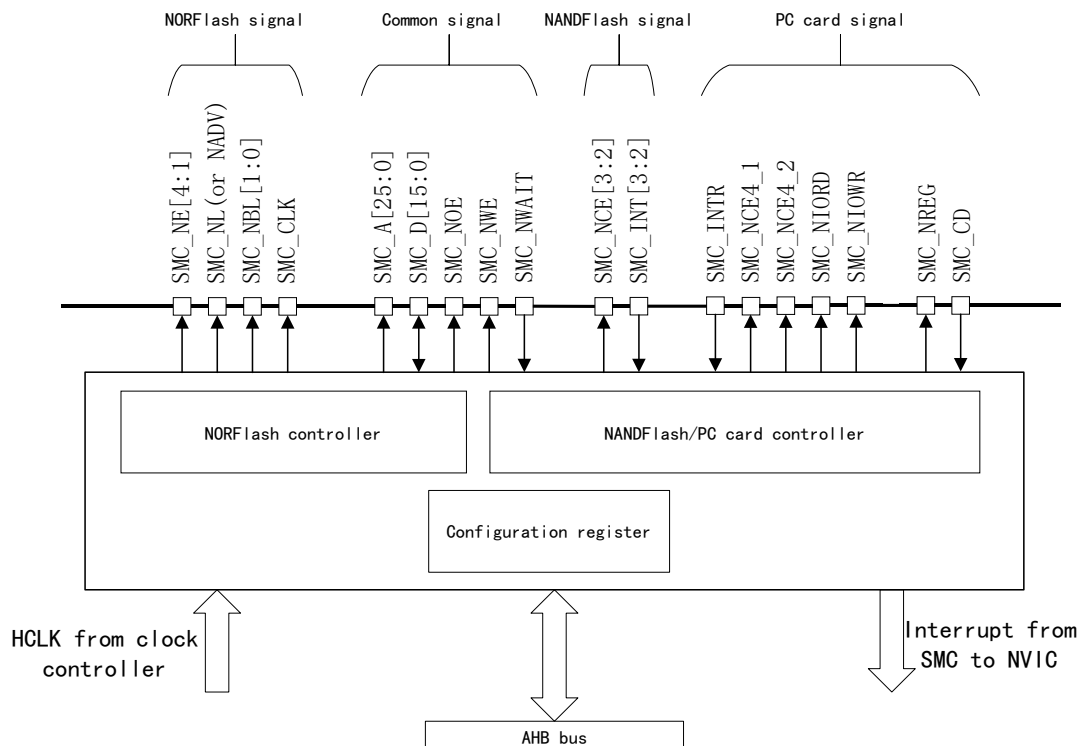 NORFlash signal
Common signal
NANDFlash signal
PC card signal
SMC_NE[4:1]
SMC_NL(or NADV)
SMC_NBL[1:0]
SMC_CLK
SMC_A[25:0]
SMC_D[15:0]
SMC_NOE
SMC_NWE
SMC_NWAIT
SMC_NCE[3:2]
SMC_INT[3:2]
SMC_INTR
SMC_NCE4_1
SMC_NCE4_2
SMC_NIORD
SMC_NIOWR
SMC_NREG
SMC_CD
NORFlash controller
NANDFlash/PC card controller
Configuration register
HCLK from clock
controller
Interrupt from
SMC to NVIC
AHB bus